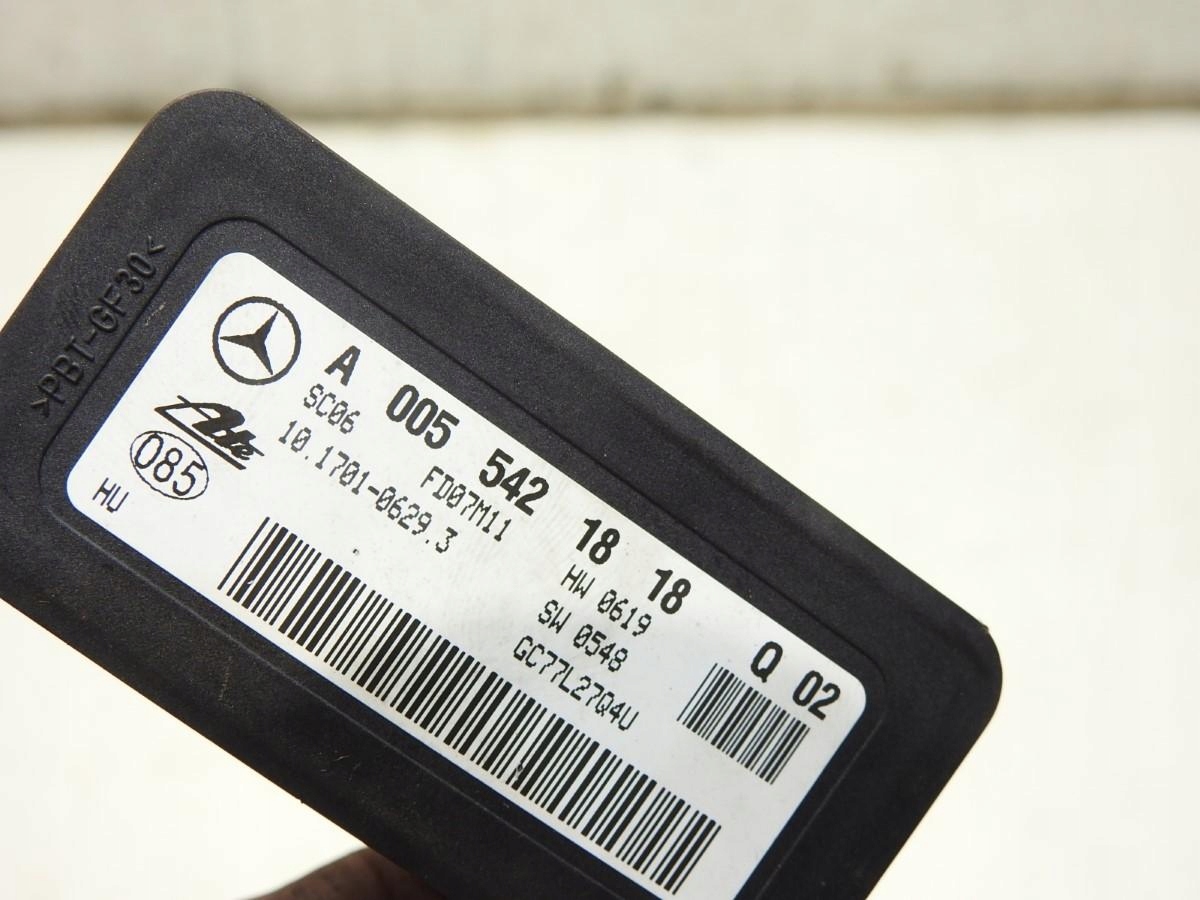 >PBT-GF30<
A 005 542 18 18 Q 02
SC06 FD07M11 HW 0619
10.1701-0629.3 SW 0548
GC77L27Q4U
Ate
085
HU